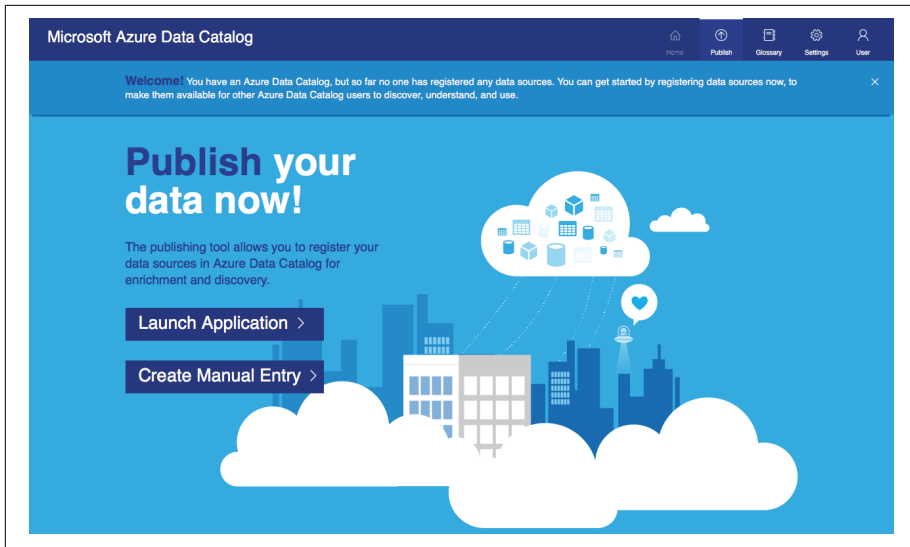 Microsoft Azure Data Catalog
Home
Publish
Glossary
Settings
User
Welcome! You have an Azure Data Catalog, but so far no one has registered any data sources. You can get started by registering data sources now, to
make them available for other Azure Data Catalog users to discover, understand, and use.
Publish your
data now!
The publishing tool allows you to register your
data sources in Azure Data Catalog for
enrichment and discovery.
Launch Application >
Create Manual Entry >